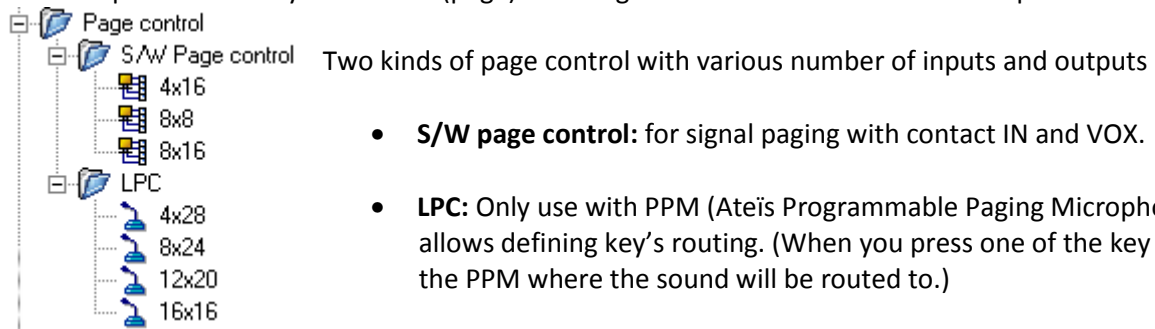 Page control
S/W Page control
4x16
8x8
8x16
LPC
4x28
8x24
12x20
16x16
Two kinds of page control with various number of inputs and outputs
• S/W page control: for signal paging with contact IN and VOX.
• LPC: Only use with PPM (Ateïs Programmable Paging
allows defining key's routing. (When you press one of the key
the PPM where the sound will be routed to.)